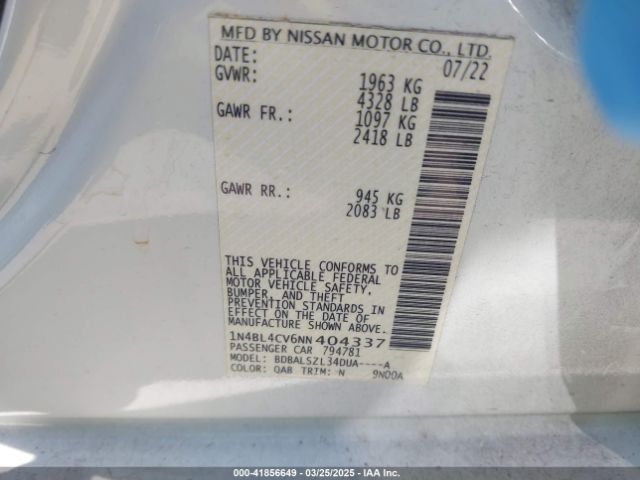 MFD BY NISSAN MOTOR CO., LTD.
DATE: 07/22
GVWR: 1963 KG
4328 LB
GAWR FR.: 1097 KG
2418 LB
GAWR RR.: 945 KG
2083 LB
THIS VEHICLE CONFORMS TO
ALL APPLICABLE FEDERAL
MOTOR VEHICLE SAFETY,
BUMPER, AND THEFT
PREVENTION STANDARDS IN
EFFECT ON THE DATE OF
MANUFACTURE SHOWN ABOVE.
1N4BL4CV6NN404337
PASSENGER CAR 794781
MODEL: BDBALSZL34DUA----A
COLOR: QAB TRIM: N 9N00A
000-41856649 - 03/25/2025 - IAA